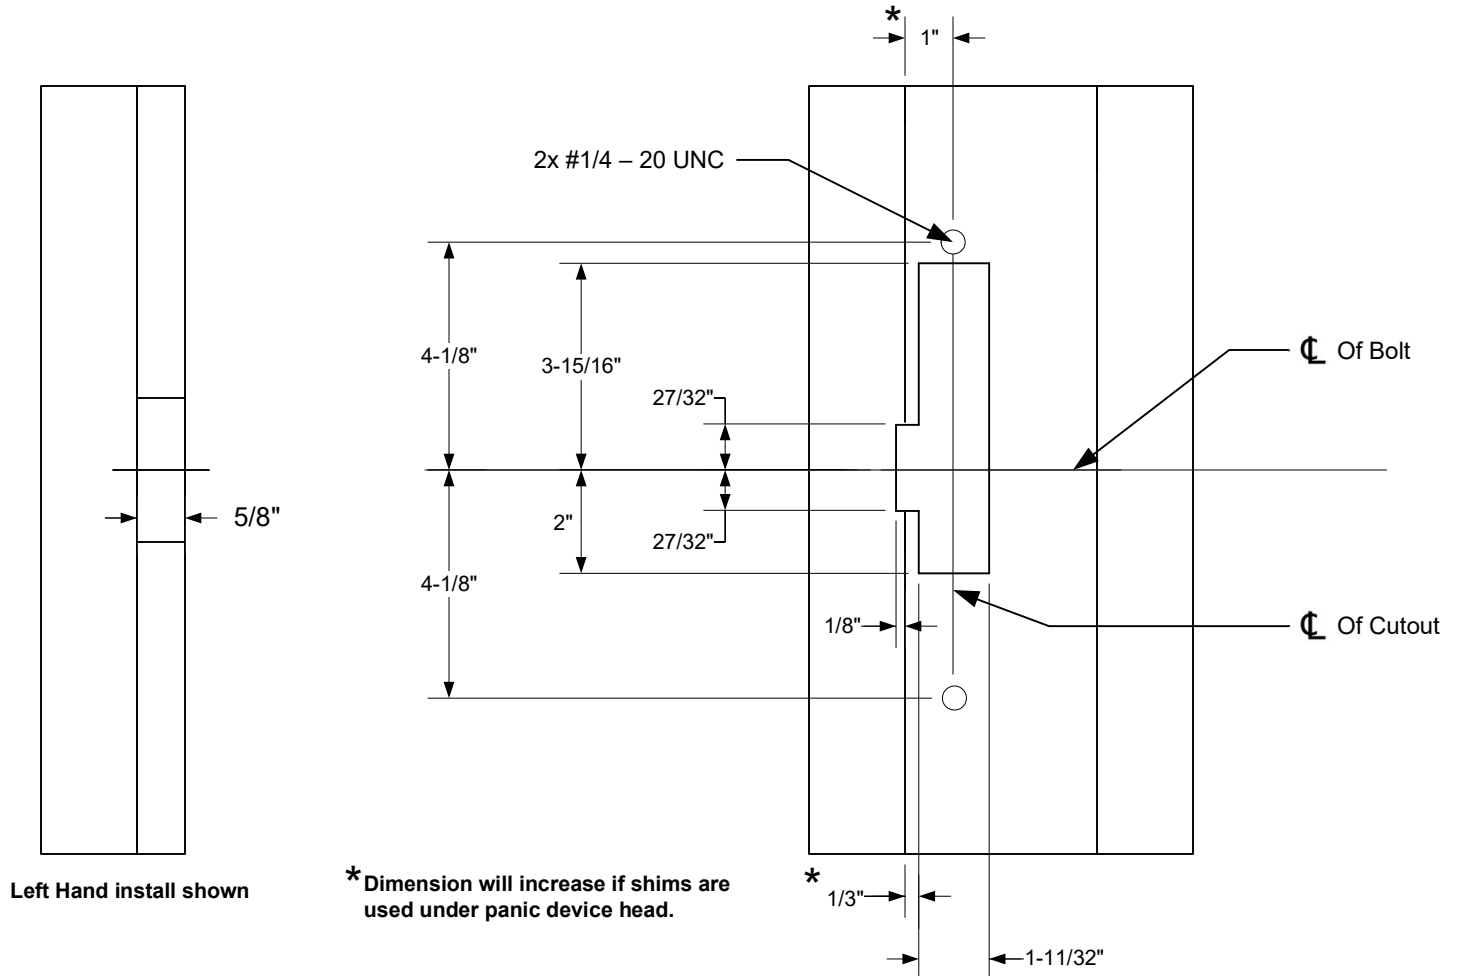 *
1"
2x #1/4 – 20 UNC
4-1/8"
3-15/16"
27/32"
℄ Of Bolt
5/8"
2"
27/32"
4-1/8"
1/8"
℄ Of Cutout
Left Hand install shown
* Dimension will increase if shims are
used under panic device head.
*
1/3"
1-11/32"